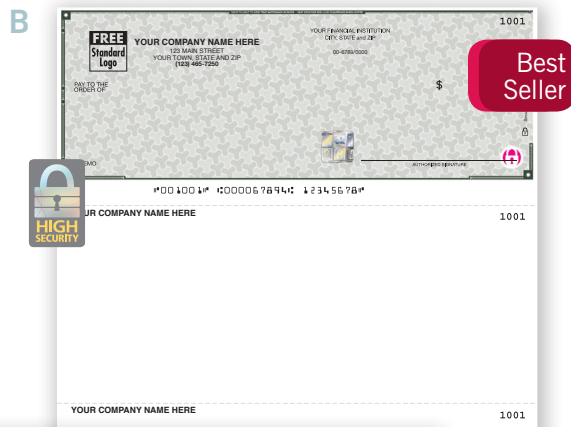 B
1001
FREE
Standard
Logo
YOUR COMPANY NAME HERE
123 MAIN STREET
YOUR TOWN, STATE AND ZIP
(123) 465-7250
YOUR FINANCIAL INSTITUTION
CITY, STATE and ZIP
00-6789/0000
Best
Seller
PAY TO THE
ORDER OF
$
EMO
AUTHORIZED SIGNATURE
⑈001001⑈ ⑆000067894⑆ 12345678⑈
HIGH
SECURITY
UR COMPANY NAME HERE
1001
YOUR COMPANY NAME HERE
1001